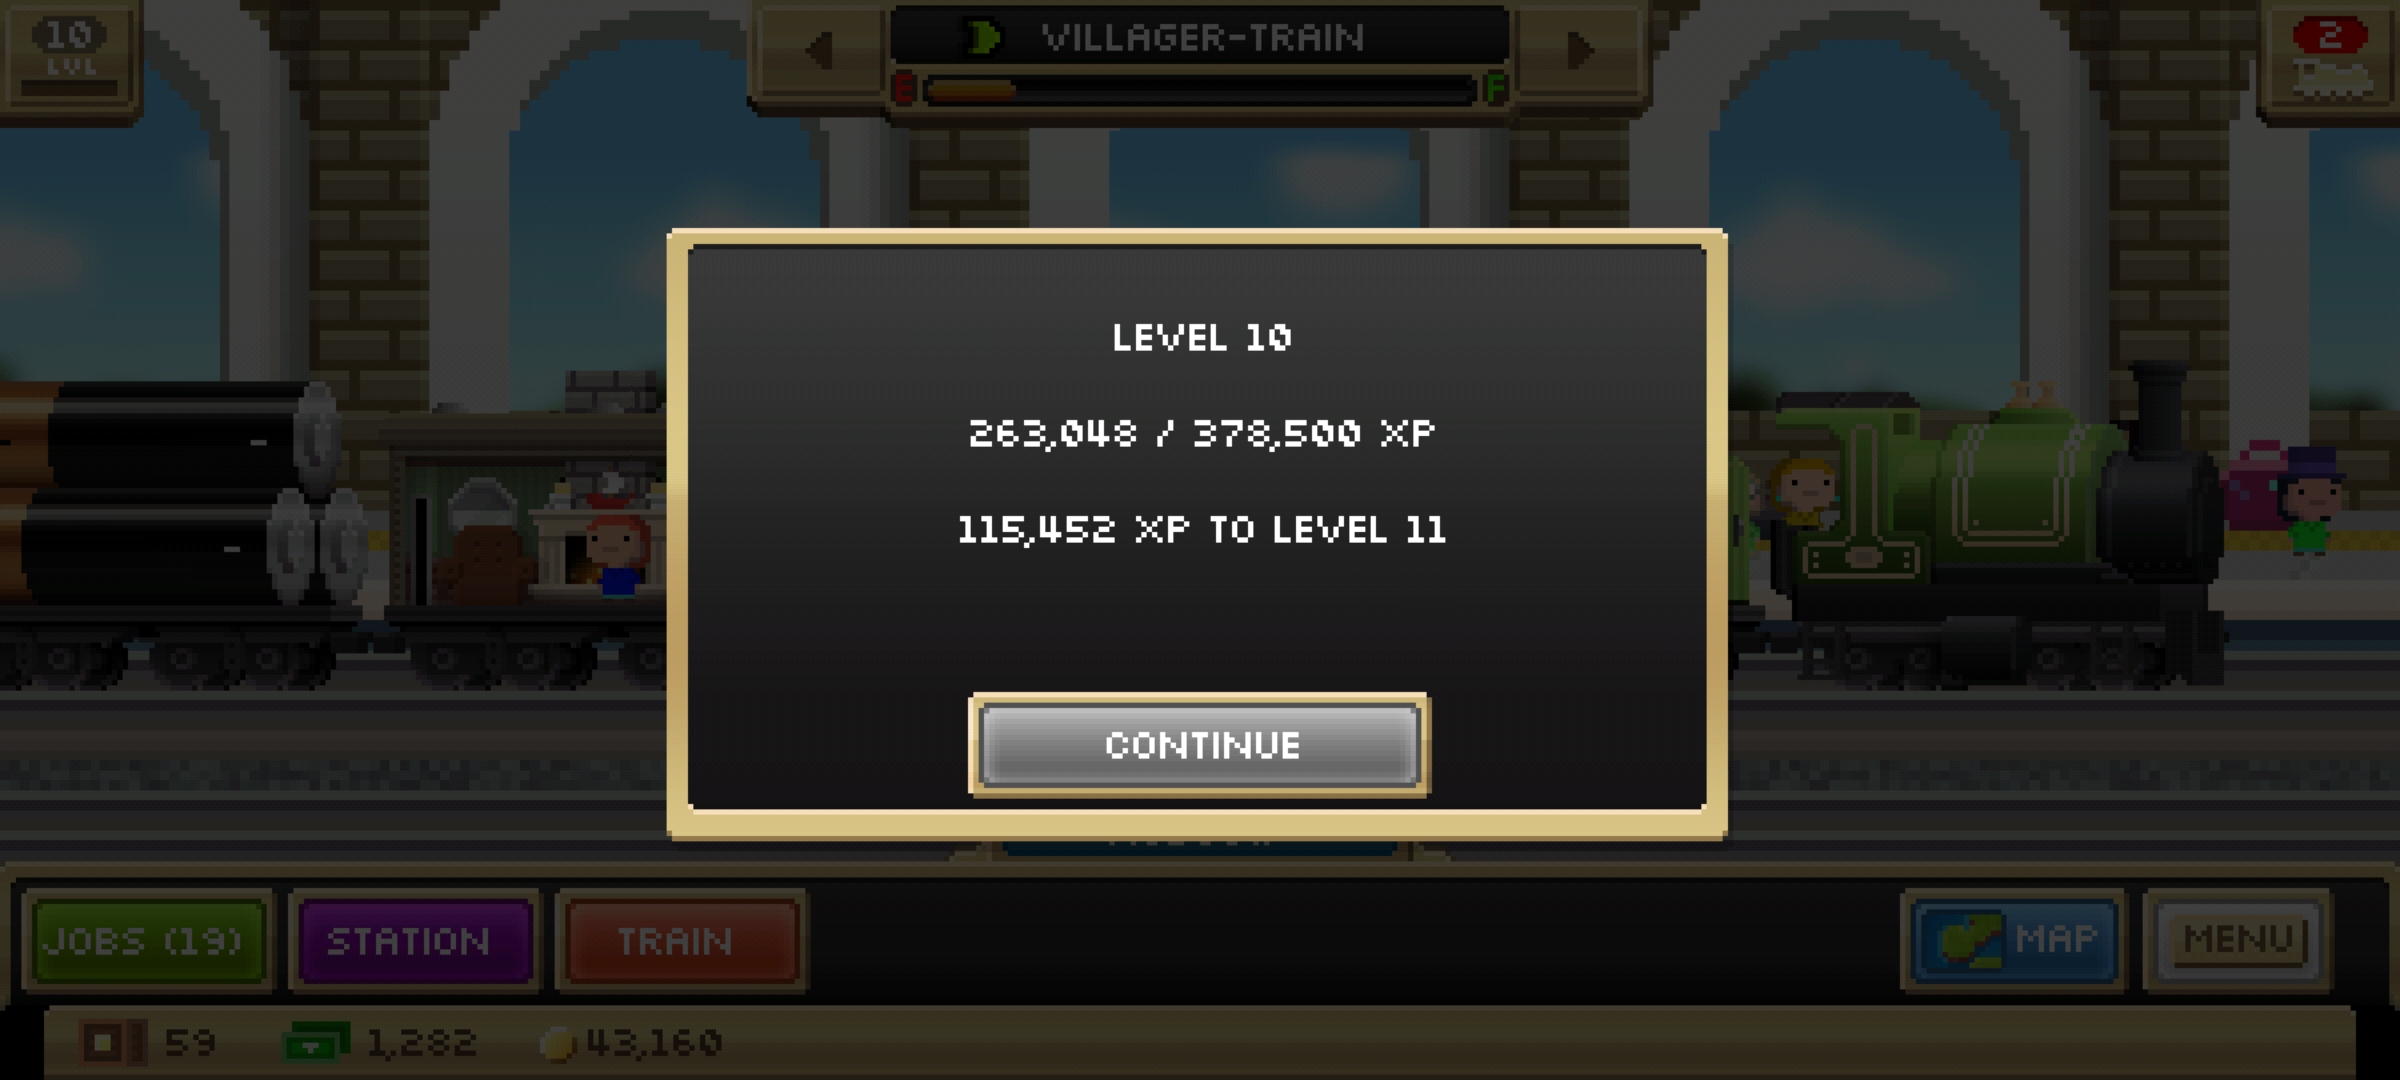 10
LVL
VILLAGER-TRAIN
E
F
2
LEVEL 10
263,048 / 378,500 XP
115,452 XP TO LEVEL 11
CONTINUE
JOBS (19)
STATION
TRAIN
MAP
MENU
59
1,282
43,160